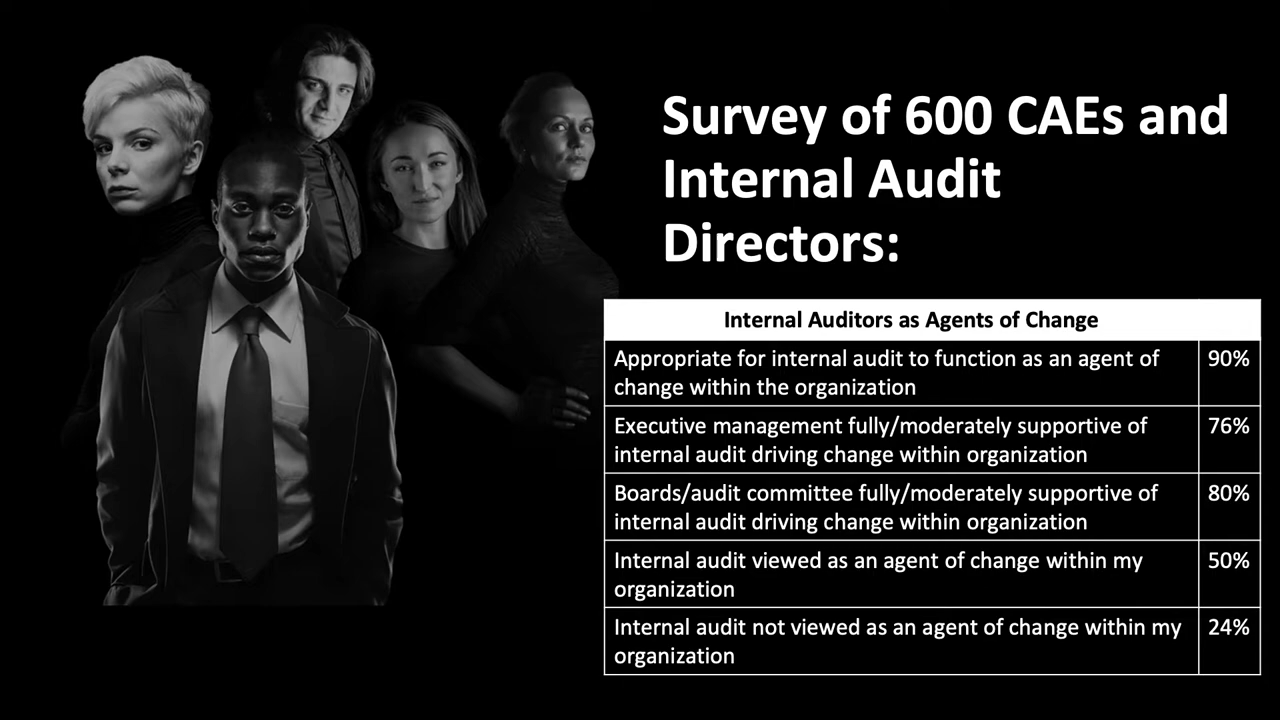 Survey of 600 CAEs and
Internal Audit
Directors:
Internal Auditors as Agents of Change
Appropriate for internal audit to function as an agent of
change within the organization
90%
Executive management fully/moderately supportive of
internal audit driving change within organization
76%
Boards/audit committee fully/moderately supportive of
internal audit driving change within organization
80%
Internal audit viewed as an agent of change within my
organization
50%
Internal audit not viewed as an agent of change within my
organization
24%